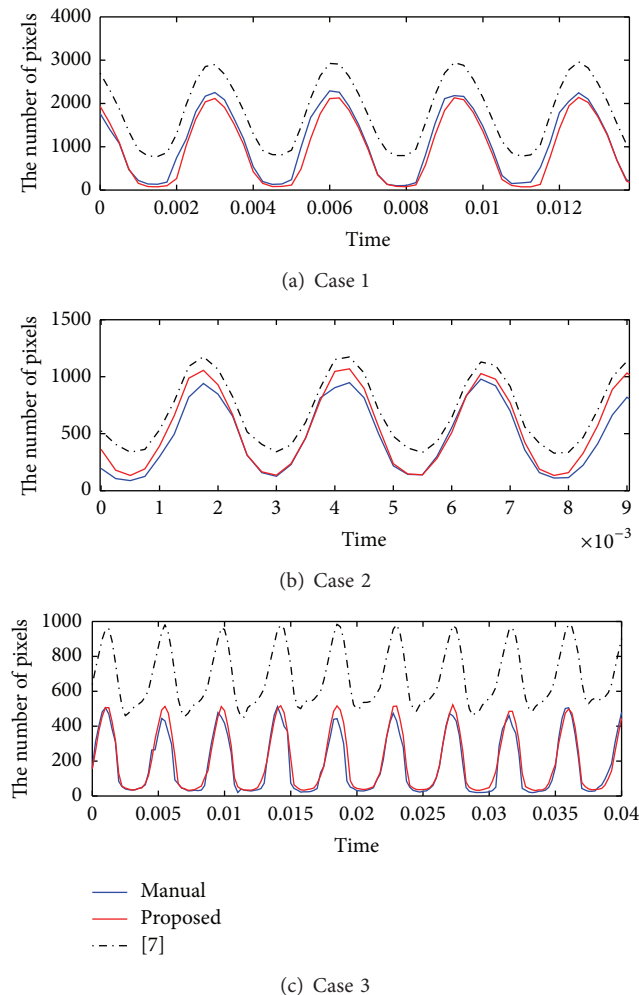 The number of pixels
4000
3000
2000
1000
0
0 0.002 0.004 0.006 0.008 0.01 0.012
Time
(a) Case 1
The number of pixels
1500
1000
500
0
0 1 2 3 4 5 6 7 8 9
Time
×10⁻³
(b) Case 2
The number of pixels
1000
800
600
400
200
0
0 0.005 0.01 0.015 0.02 0.025 0.03 0.035 0.04
Time
Manual
Proposed
[7]
(c) Case 3